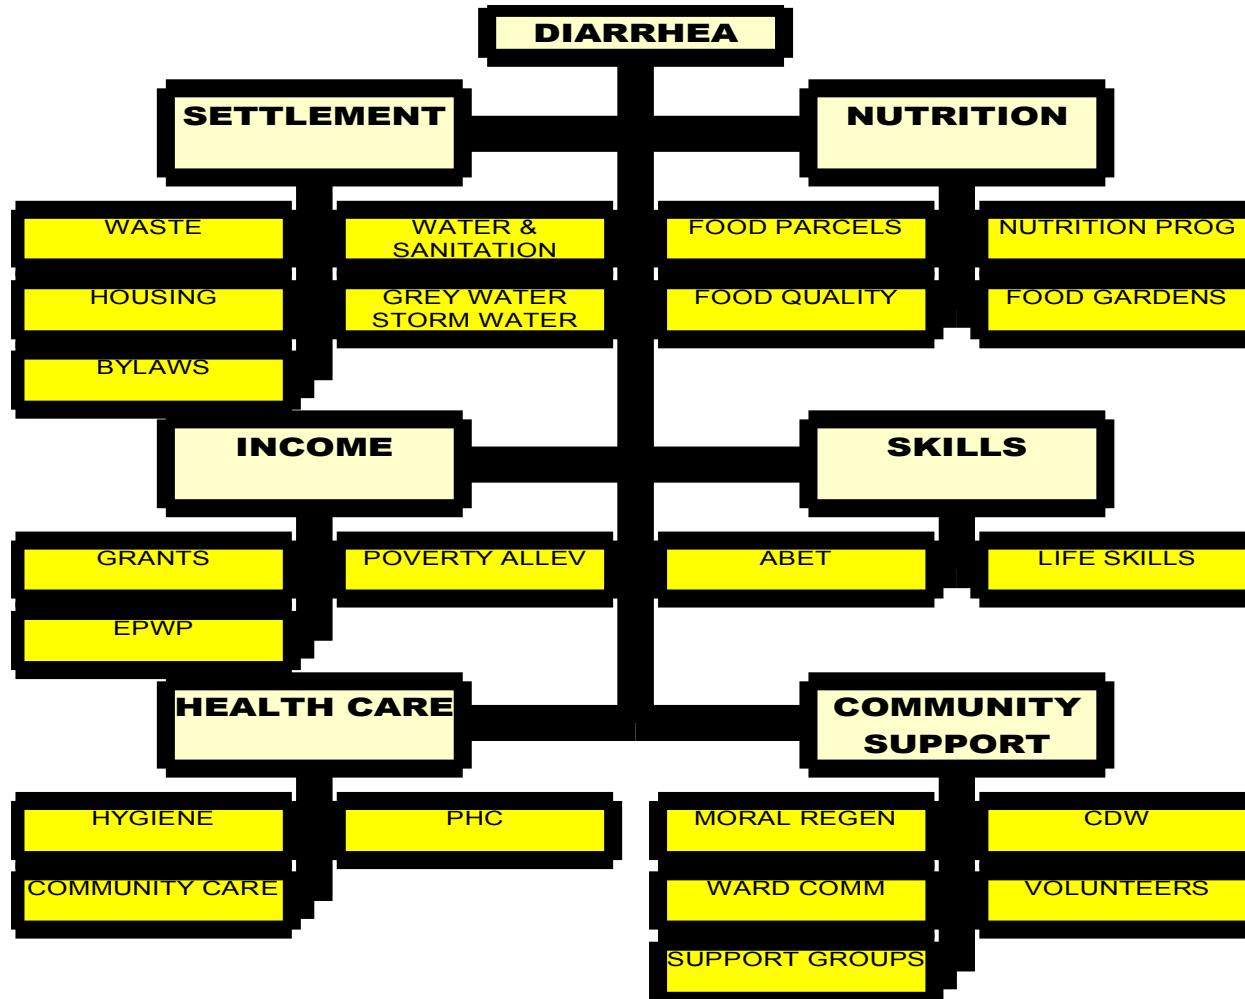 DIARRHEA
SETTLEMENT
NUTRITION
WASTE
WATER &
SANITATION
FOOD PARCELS
NUTRITION PROG
HOUSING
GREY WATER
STORM WATER
FOOD QUALITY
FOOD GARDENS
BYLAWS
INCOME
SKILLS
GRANTS
POVERTY ALLEV
ABET
LIFE SKILLS
EPWP
HEALTH CARE
COMMUNITY
SUPPORT
HYGIENE
PHC
MORAL REGEN
CDW
COMMUNITY CARE
WARD COMM
VOLUNTEERS
SUPPORT GROUPS